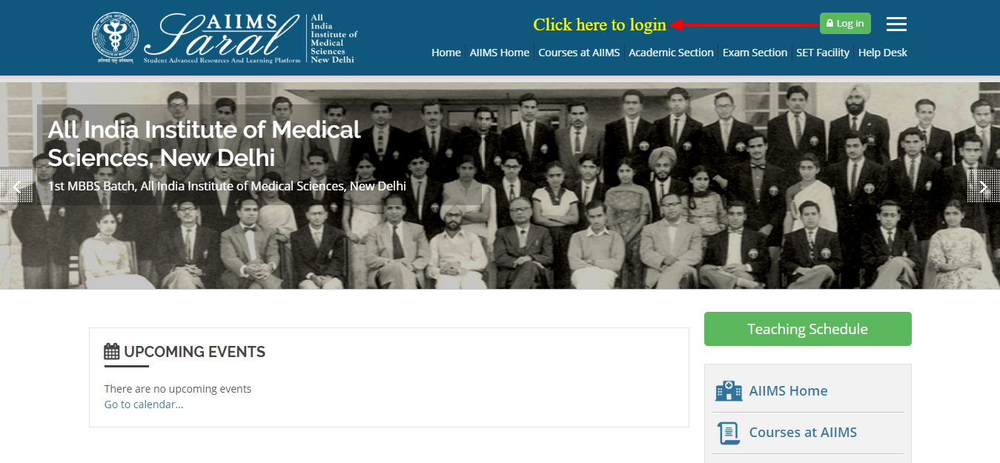 AIIMS
Saral
Student Advanced Resources And Learning Platform
All
India
Institute of
Medical
Sciences
New Delhi
Click here to login
Log in
Home
AIIMS Home
Courses at AIIMS
Academic Section
Exam Section
SET Facility
Help Desk
All India Institute of Medical
Sciences, New Delhi
1st MBBS Batch, All India Institute of Medical Sciences, New Delhi
UPCOMING EVENTS
There are no upcoming events
Go to calendar...
Teaching Schedule
AIIMS Home
Courses at AIIMS